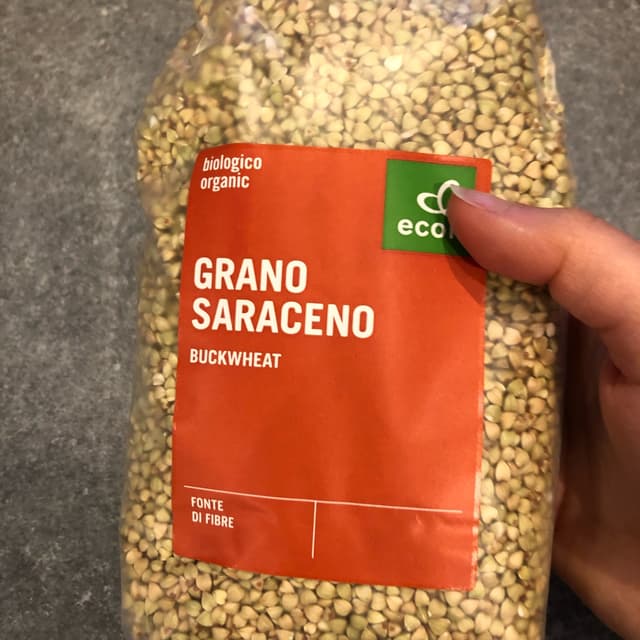 biologico
organic
GRANO
SARACENO
BUCKWHEAT
FONTE
DI FIBRE